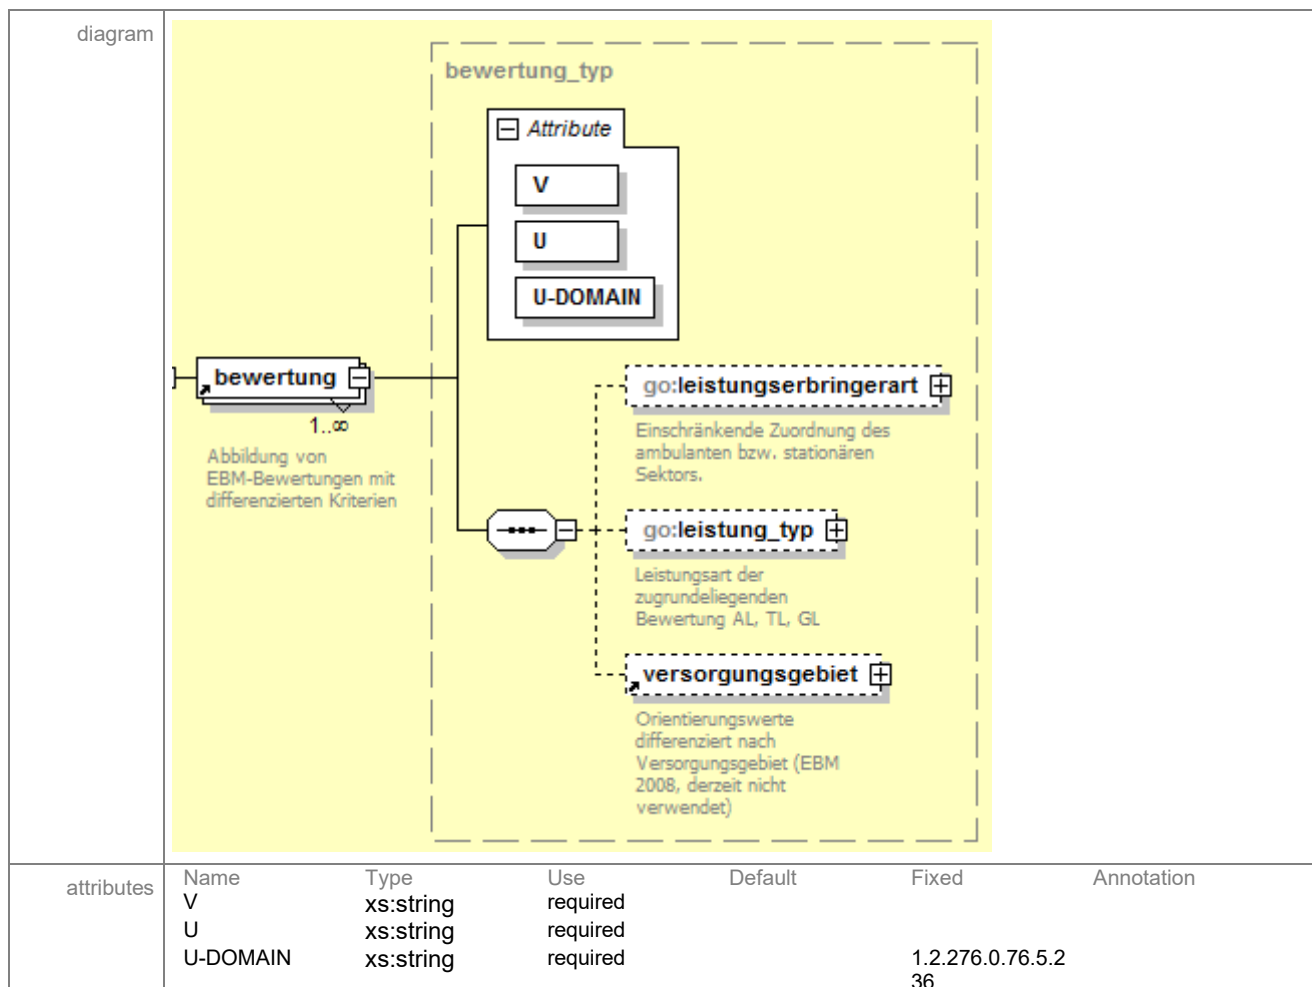 diagram
bewertung_typ
Attribute
V
U
U-DOMAIN
bewertung
1..∞
Abbildung von
EBM-Bewertungen mit
differenzierten Kriterien
go:leistungserbringerart
Einschränkende Zuordnung des
ambulanten bzw. stationären
Sektors.
go:leistung_typ
Leistungsart der
zugrundeliegenden
Bewertung AL, TL, GL
versorgungsgebiet
Orientierungswerte
differenziert nach
Versorgungsgebiet (EBM
2008, derzeit nicht
verwendet)
attributes
Name Type Use Default Fixed Annotation
V xs:string required
U xs:string required
U-DOMAIN xs:string required 1.2.276.0.76.5.2
36